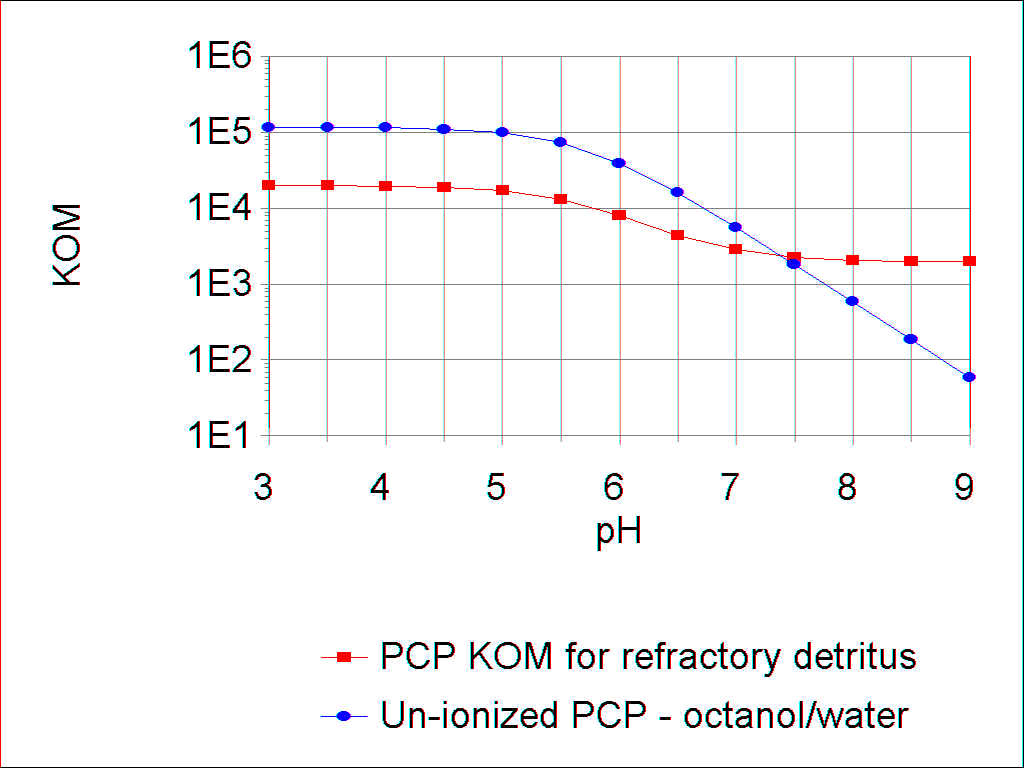 1E6
1E5
1E4
1E3
1E2
1E1
KOM
3 4 5 6 7 8 9
pH
PCP KOM for refractory detritus
Un-ionized PCP - octanol/water